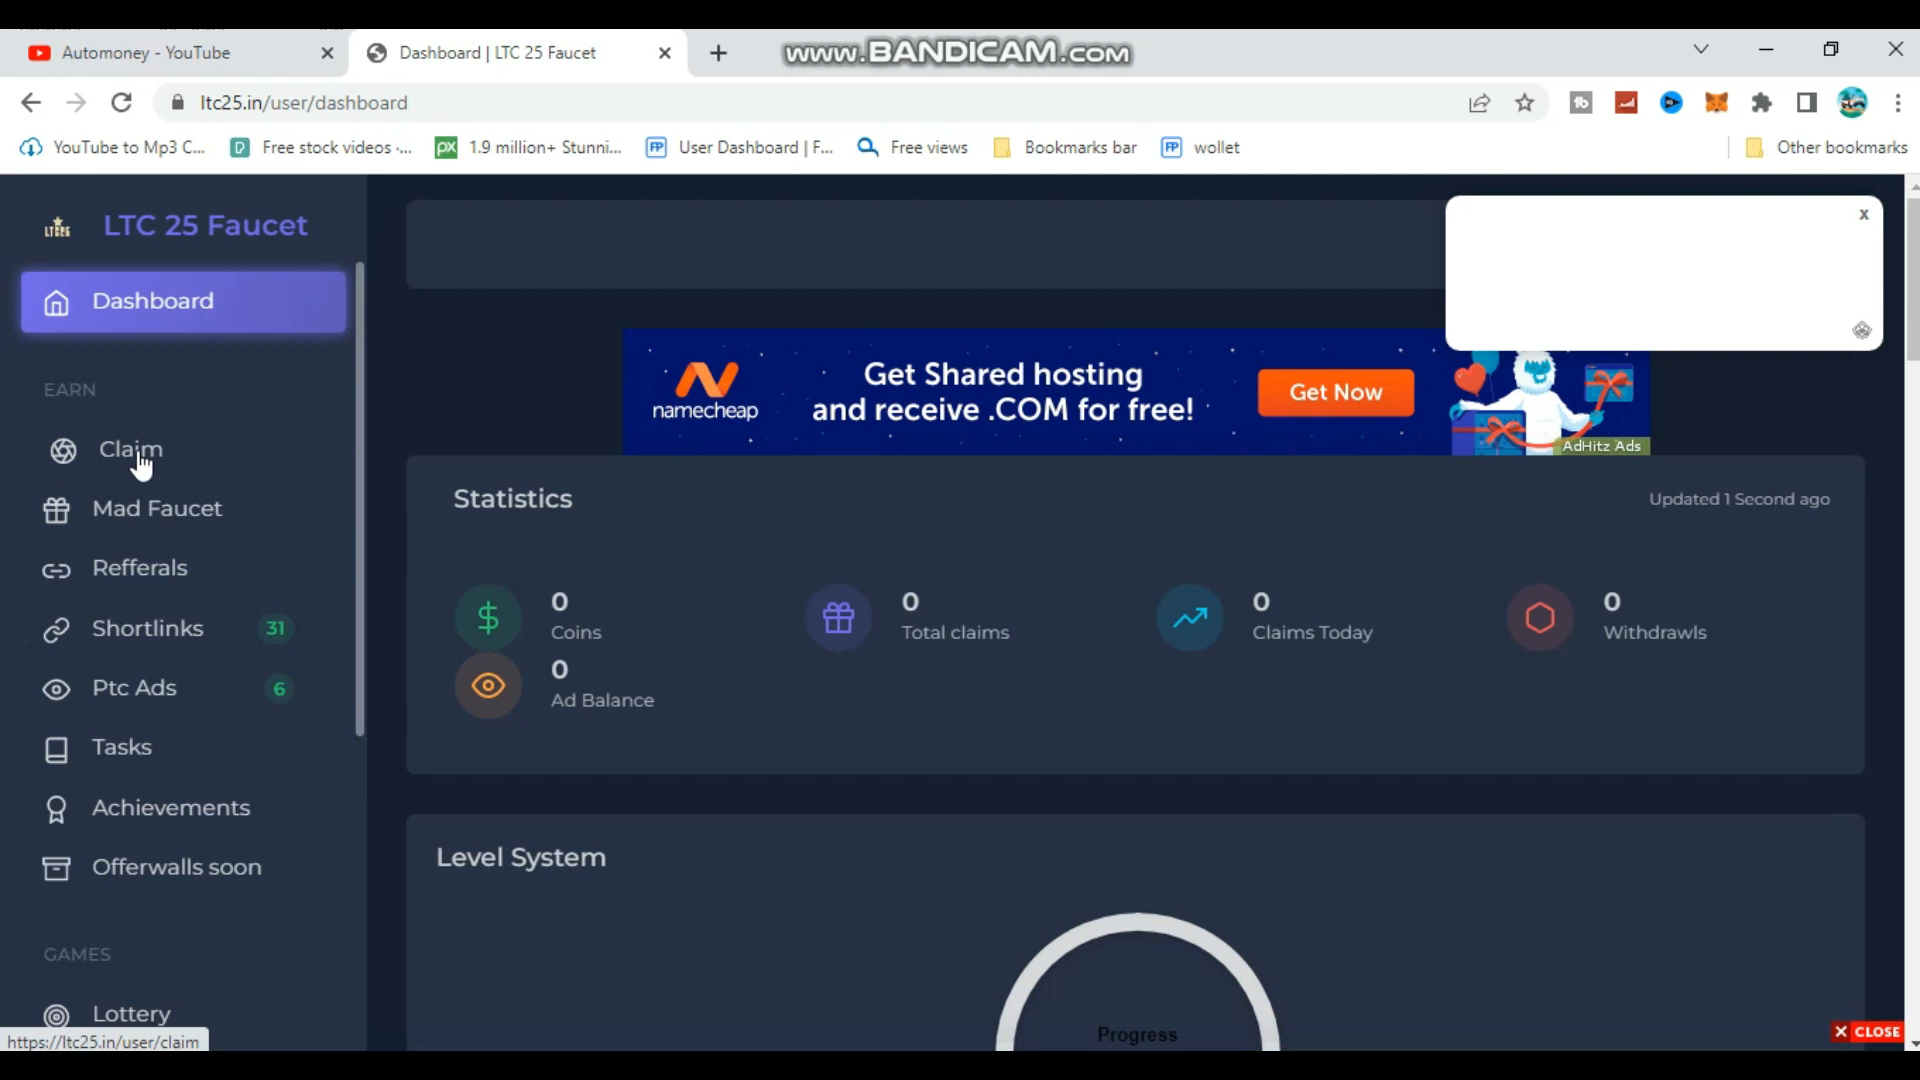 Automoney - YouTube
Dashboard | LTC 25 Faucet
www.BANDICAM.com
ltc25.in/user/dashboard
YouTube to Mp3 C...
Free stock videos ·...
1.9 million+ Stunni...
User Dashboard | F...
Free views
Bookmarks bar
wollet
Other bookmarks
LTC 25 Faucet
Dashboard
EARN
Claim
Mad Faucet
Refferals
Shortlinks 31
Ptc Ads 6
Tasks
Achievements
Offerwalls soon
GAMES
Lottery
https://ltc25.in/user/claim
x
namecheap
Get Shared hosting
and receive .COM for free!
Get Now
AdHitz Ads
Statistics
Updated 1 Second ago
0
Coins
0
Total claims
0
Claims Today
0
Withdrawls
0
Ad Balance
Level System
Progress
CLOSE